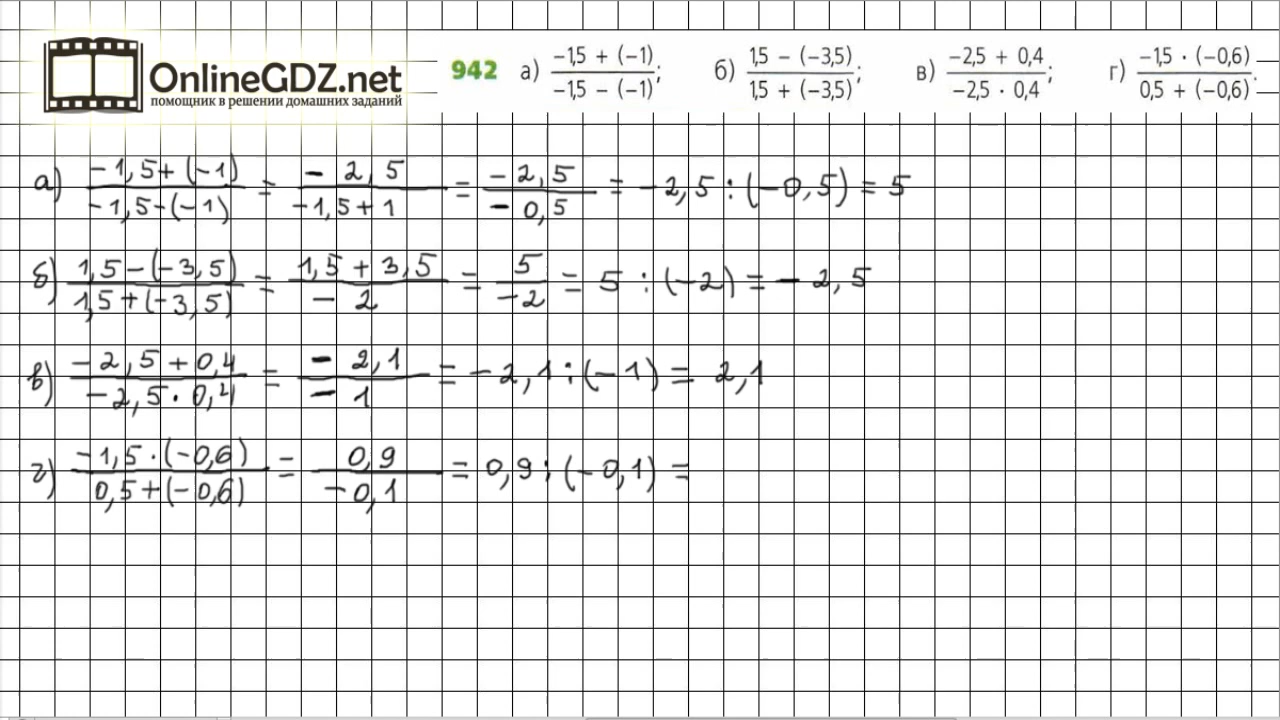 OnlineGDZ.net
помощник в решении домашних заданий
942 а) (-1,5 + (-1))/(-1,5 - (-1)); б) (1,5 - (-3,5))/(1,5 + (-3,5)); в) (-2,5 + 0,4)/(-2,5 · 0,4); г) (-1,5 · (-0,6))/(0,5 + (-0,6)).
а) (-1,5+(-1))/(-1,5-(-1)) = (-2,5)/(-1,5+1) = (-2,5)/(-0,5) = -2,5:(-0,5) = 5
б) (1,5-(-3,5))/(1,5+(-3,5)) = (1,5+3,5)/(-2) = 5/(-2) = 5:(-2) = -2,5
в) (-2,5+0,4)/(-2,5·0,4) = (-2,1)/(-1) = -2,1:(-1) = 2,1
г) (-1,5·(-0,6))/(0,5+(-0,6)) = (0,9)/(-0,1) = 0,9:(-0,1) =